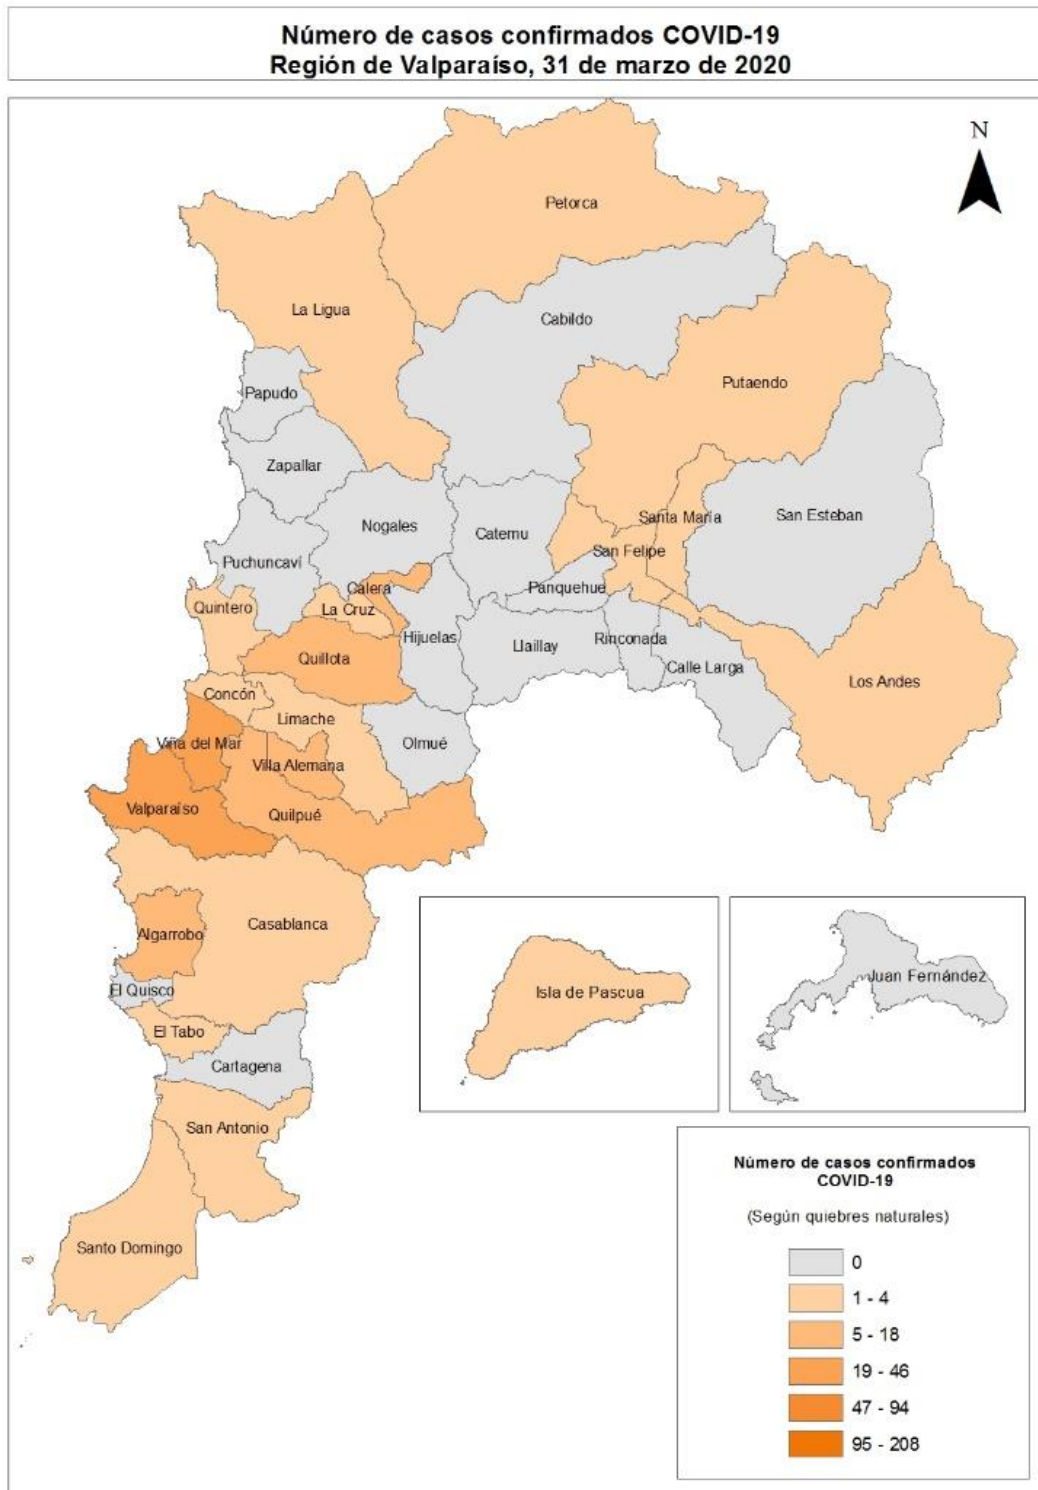 Número de casos confirmados COVID-19
Región de Valparaíso, 31 de marzo de 2020
N
Petorca
La Ligua
Cabildo
Putaendo
Papudo
Zapallar
Santa María
San Esteban
Nogales
Catemu
San Felipe
Puchuncaví
Calera
Panquehue
Quintero
La Cruz
Hijuelas
Llaillay
Rinconada
Quillota
Calle Larga
Los Andes
Concón
Limache
Olmué
Viña del Mar
Villa Alemana
Valparaíso
Quilpué
Casablanca
Algarrobo
El Quisco
Isla de Pascua
Juan Fernández
El Tabo
Cartagena
San Antonio
Santo Domingo
Número de casos confirmados
COVID-19
(Según quiebres naturales)
0
1 - 4
5 - 18
19 - 46
47 - 94
95 - 208